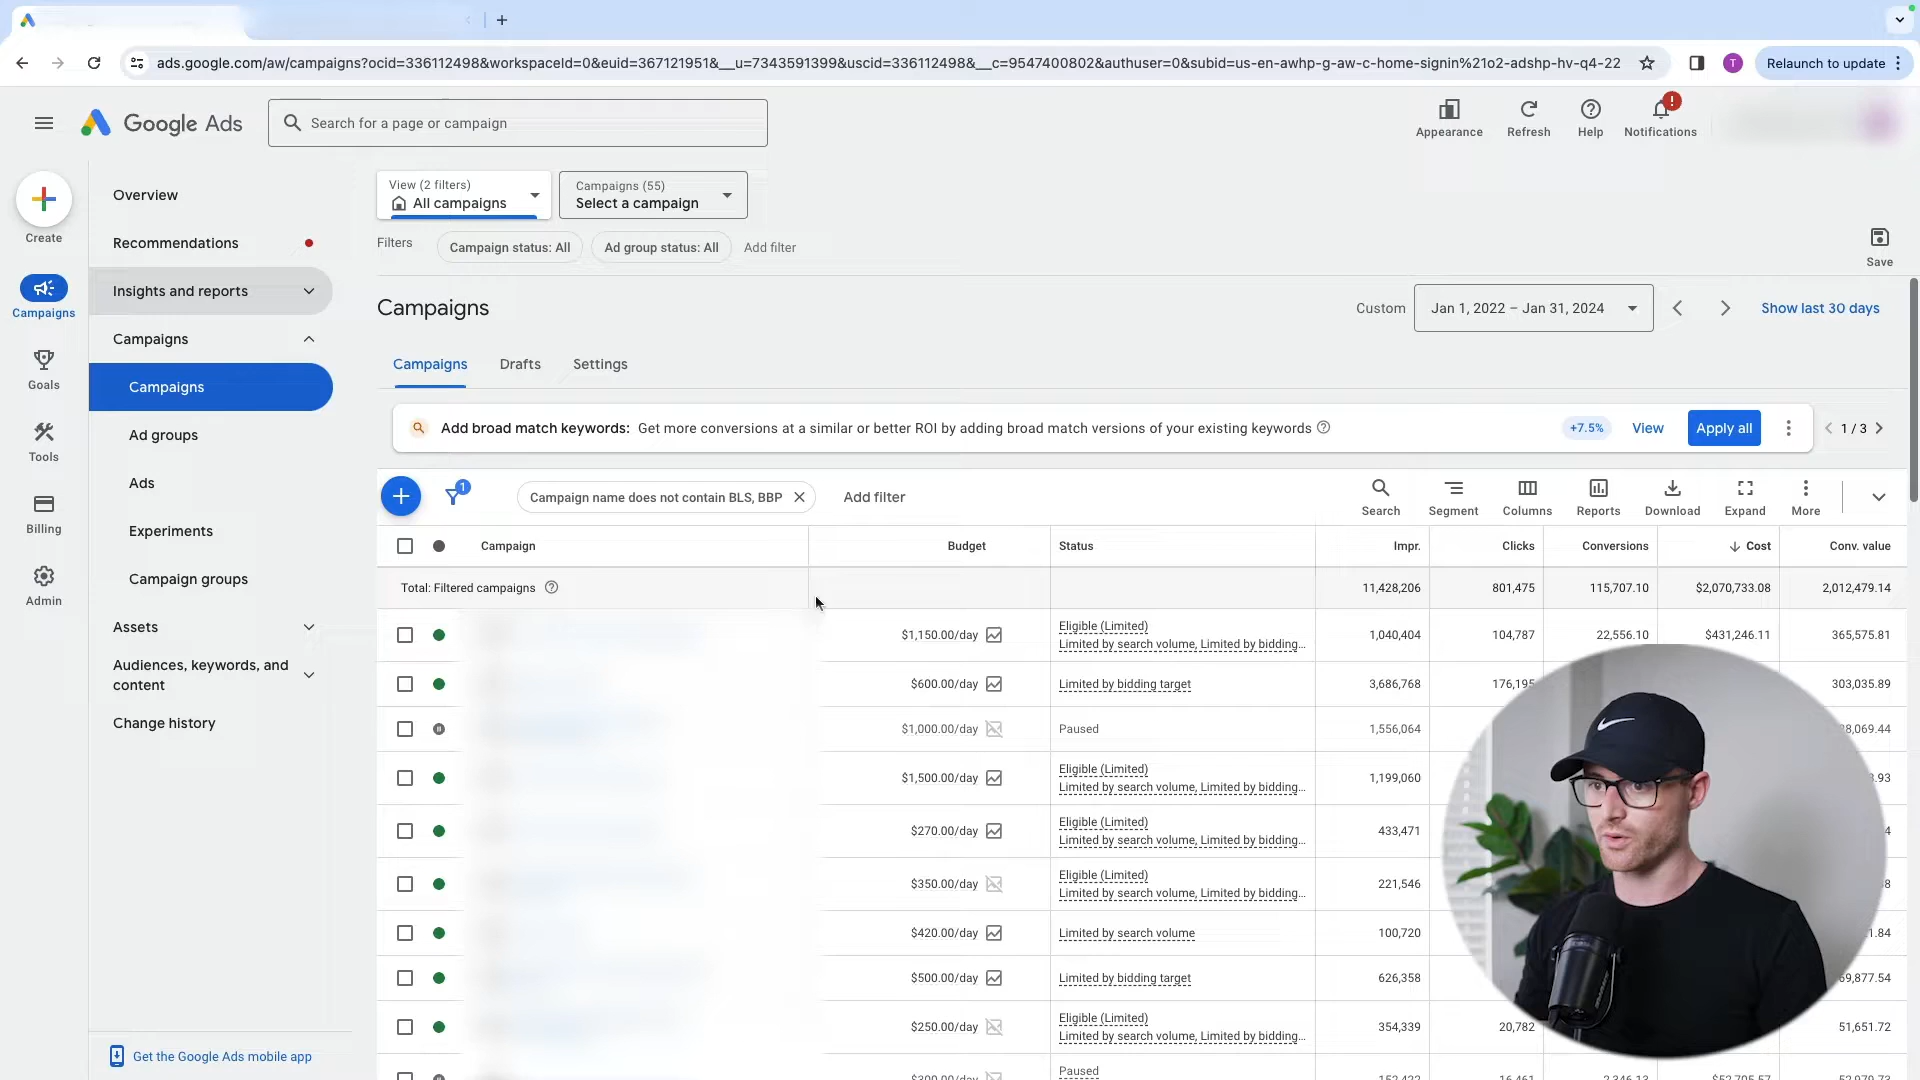 ads.google.com/aw/campaigns?ocid=336112498&workspaceId=0&euid=367121951&__u=7343591399&uscid=336112498&__c=9547400802&authuser=0&subid=us-en-awhp-g-aw-c-home-signin%21o2-adshp-hv-q4-22
T
Relaunch to update
Google Ads
Search for a page or campaign
Appearance
Refresh
Help
Notifications
Create
Campaigns
Goals
Tools
Billing
Admin
Overview
Recommendations
Insights and reports
Campaigns
Campaigns
Ad groups
Ads
Experiments
Campaign groups
Assets
Audiences, keywords, and
content
Change history
Get the Google Ads mobile app
View (2 filters)
All campaigns
Campaigns (55)
Select a campaign
Filters
Campaign status: All
Ad group status: All
Add filter
Save
Campaigns
Custom
Jan 1, 2022 – Jan 31, 2024
Show last 30 days
Campaigns
Drafts
Settings
Add broad match keywords: Get more conversions at a similar or better ROI by adding broad match versions of your existing keywords
+7.5%
View
Apply all
1 / 3
1
Campaign name does not contain BLS, BBP
Add filter
Search
Segment
Columns
Reports
Download
Expand
More
Campaign Budget Status Impr. Clicks Conversions Cost Conv. value
Total: Filtered campaigns 11,428,206 801,475 115,707.10 $2,070,733.08 2,012,479.14
$1,150.00/day Eligible (Limited) 1,040,404 104,787 22,556.10 $431,246.11 365,575.81
Limited by search volume, Limited by bidding...
$600.00/day Limited by bidding target 3,686,768 176,195 303,035.89
$1,000.00/day Paused 1,556,064 8,069.44
$1,500.00/day Eligible (Limited) 1,199,060 .93
Limited by search volume, Limited by bidding...
$270.00/day Eligible (Limited) 433,471 4
Limited by search volume, Limited by bidding...
$350.00/day Eligible (Limited) 221,546 8
Limited by search volume, Limited by bidding...
$420.00/day Limited by search volume 100,720 1.84
$500.00/day Limited by bidding target 626,358 69,877.54
$250.00/day Eligible (Limited) 354,339 20,782 51,651.72
Limited by search volume, Limited by bidding...
Paused